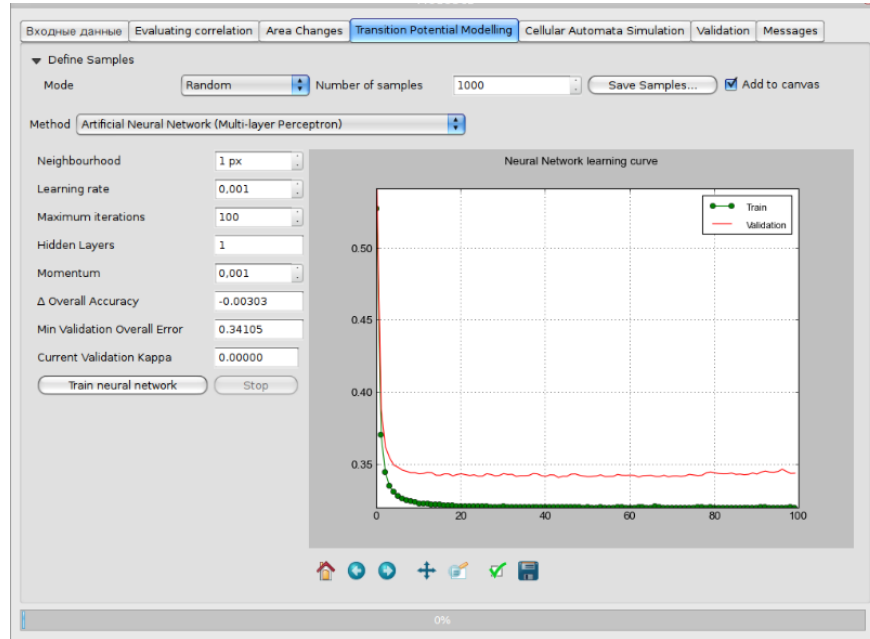 Входные данные Evaluating correlation Area Changes Transition Potential Modelling Cellular Automata Simulation Validation Messages
Define Samples
Mode Random Number of samples 1000 Save Samples... Add to canvas
Method Artificial Neural Network (Multi-layer Perceptron)
Neighbourhood 1 px
Learning rate 0,001
Maximum iterations 100
Hidden Layers 1
Momentum 0,001
Δ Overall Accuracy -0.00303
Min Validation Overall Error 0.34105
Current Validation Kappa 0.00000
Train neural network Stop
Neural Network learning curve
Train
Validation
0.50
0.45
0.40
0.35
0 20 40 60 80 100
0%